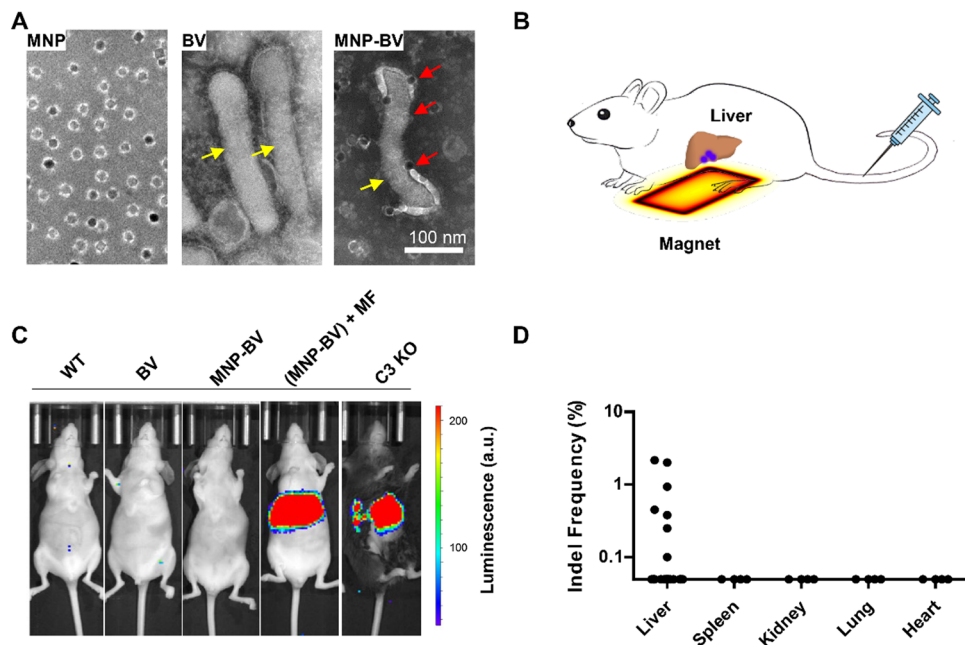 A
MNP
BV
MNP-BV
100 nm
B
Liver
Magnet
C
WT
BV
MNP-BV
(MNP-BV) + MF
C3 KO
200
100
Luminescence (a.u.)
D
Indel Frequency (%)
10
1
0.1
Liver
Spleen
Kidney
Lung
Heart